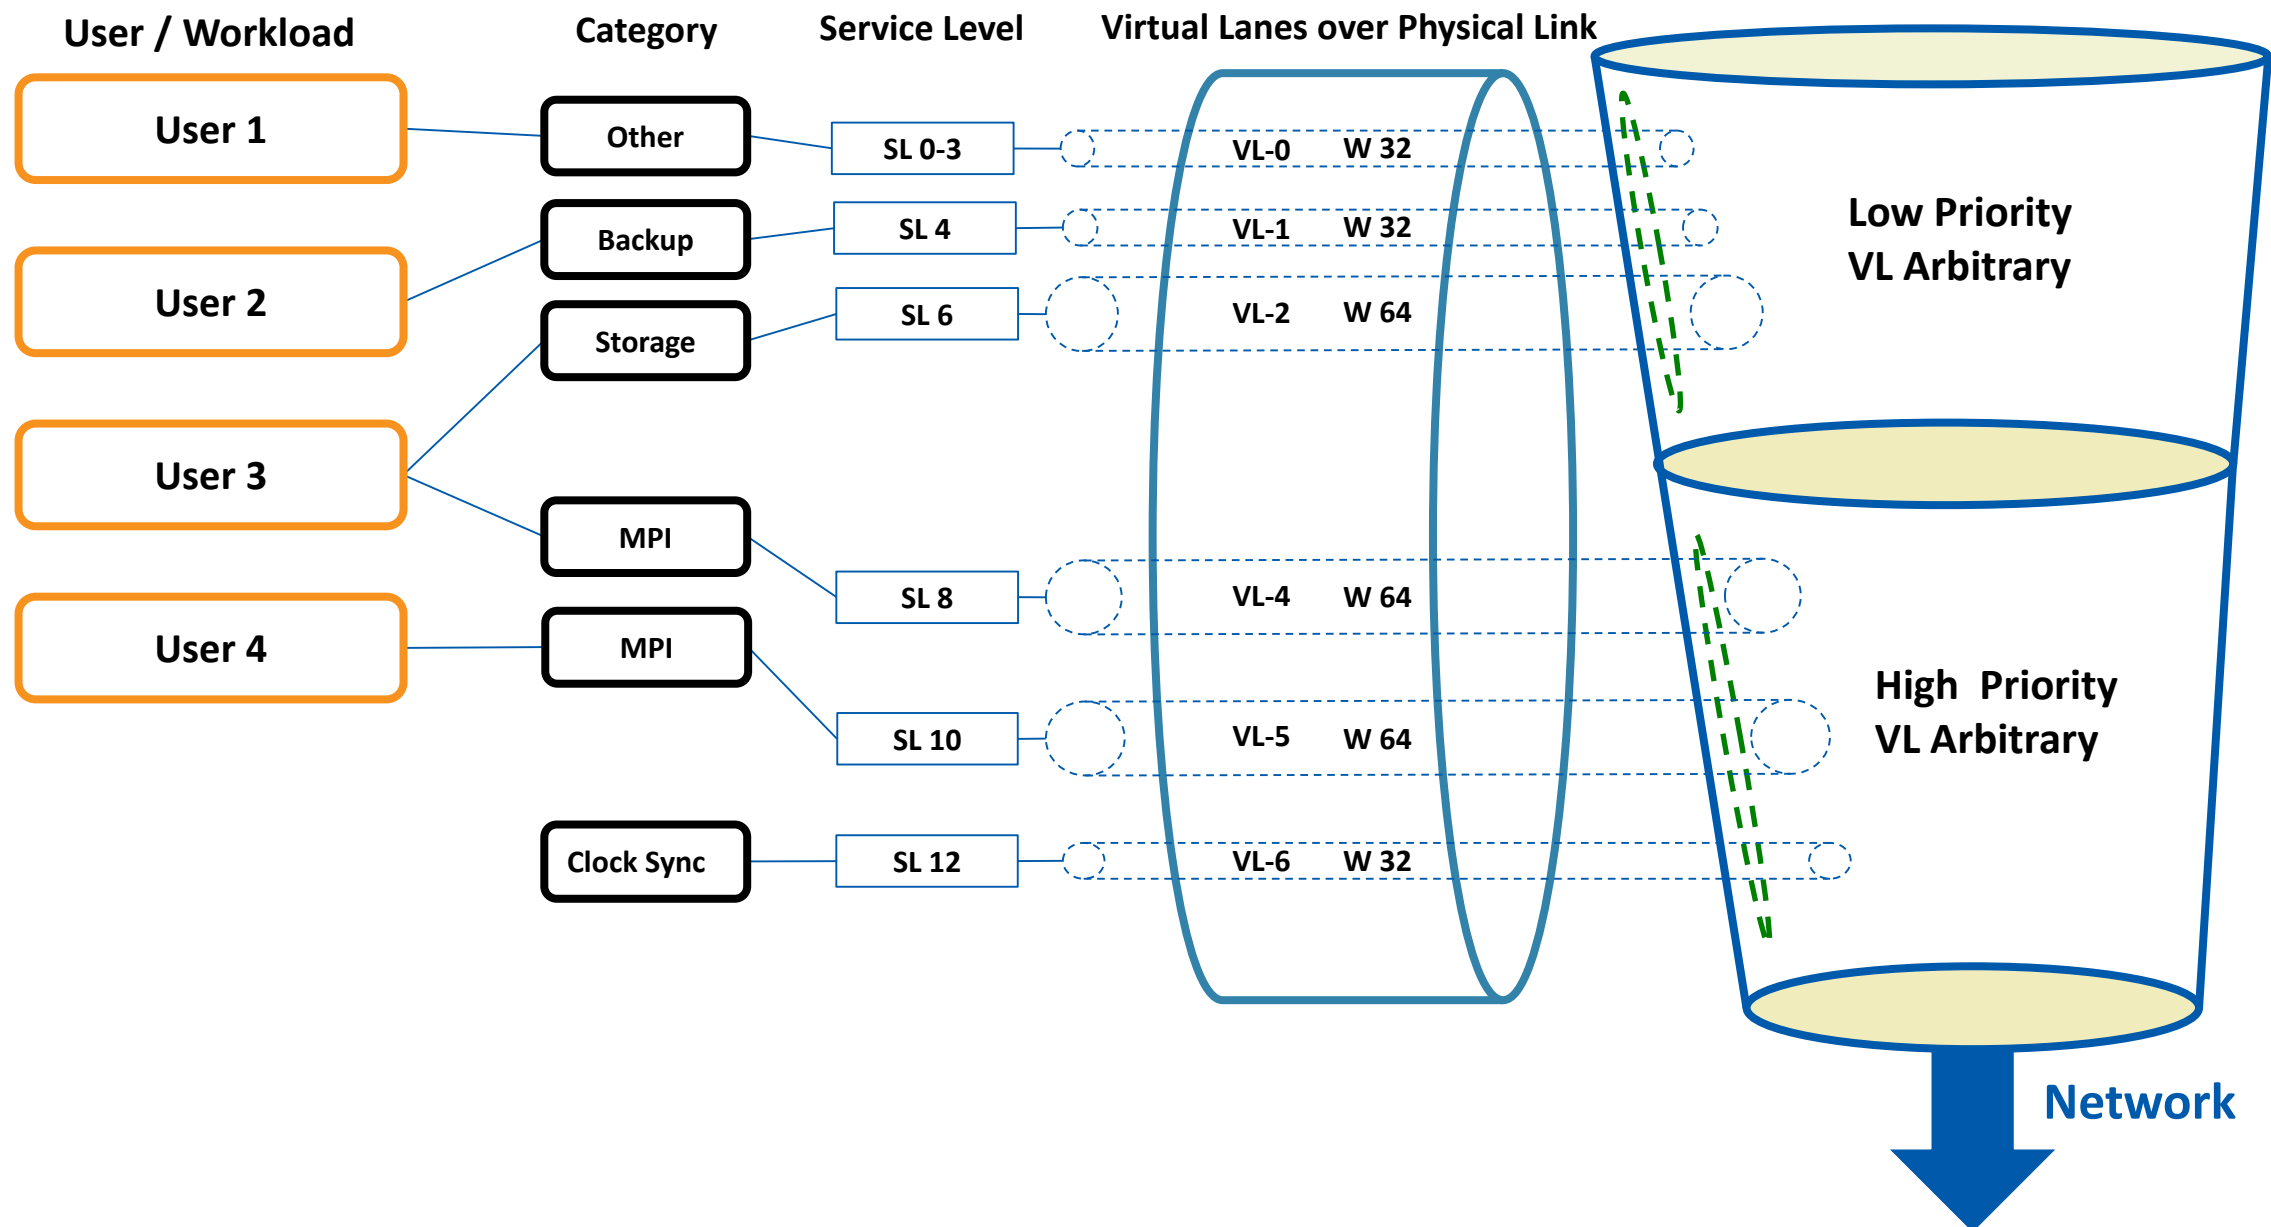 User / Workload
Category
Service Level
Virtual Lanes over Physical Link
User 1
Other
SL 0-3
VL-0 W 32
User 2
Backup
SL 4
VL-1 W 32
Storage
SL 6
VL-2 W 64
Low Priority
VL Arbitrary
User 3
MPI
SL 8
VL-4 W 64
User 4
MPI
SL 10
VL-5 W 64
High Priority
VL Arbitrary
Clock Sync
SL 12
VL-6 W 32
Network